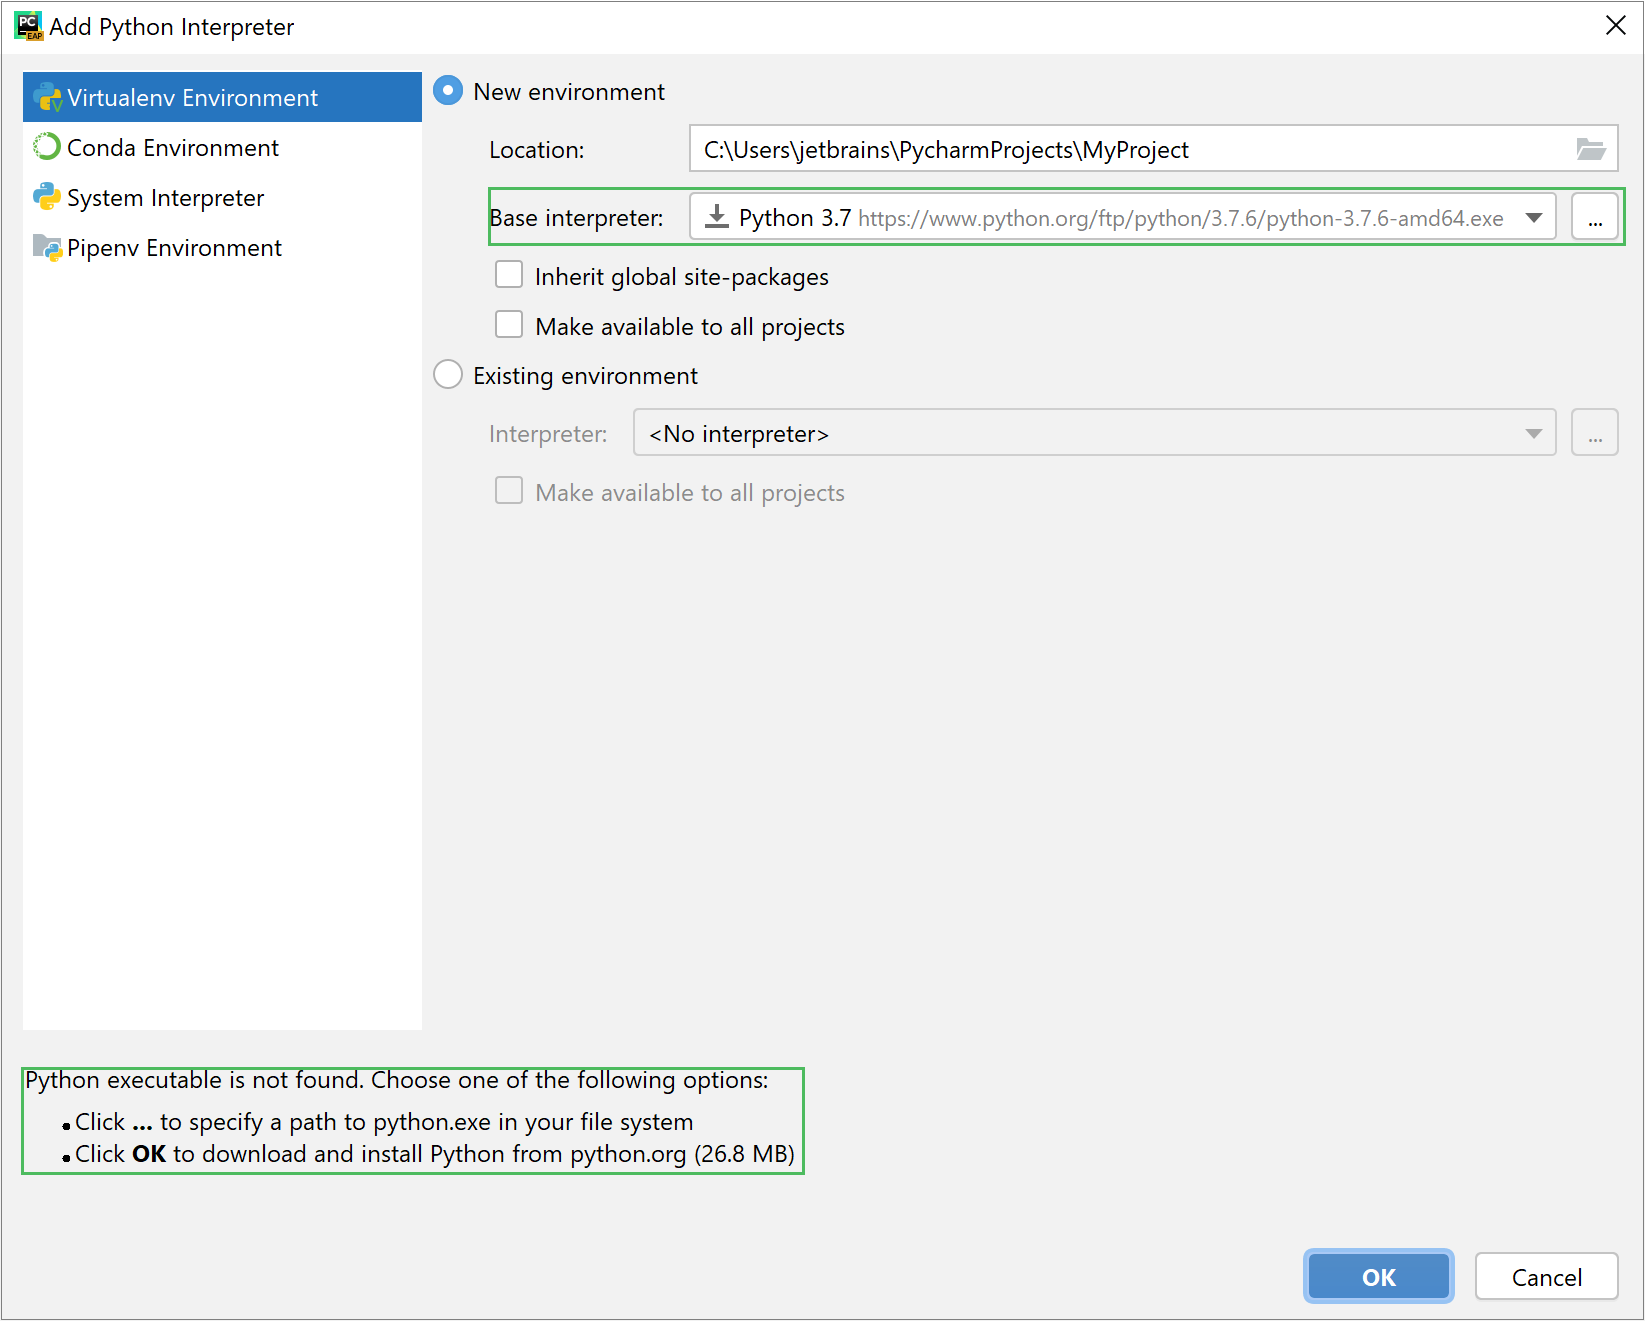 PC
EAP
Add Python Interpreter
Virtualenv Environment
Conda Environment
System Interpreter
Pipenv Environment
New environment
Location: C:\Users\jetbrains\PycharmProjects\MyProject
Base interpreter: Python 3.7 https://www.python.org/ftp/python/3.7.6/python-3.7.6-amd64.exe ...
Inherit global site-packages
Make available to all projects
Existing environment
Interpreter: <No interpreter> ...
Make available to all projects
Python executable is not found. Choose one of the following options:
• Click ... to specify a path to python.exe in your file system
• Click OK to download and install Python from python.org (26.8 MB)
OK Cancel